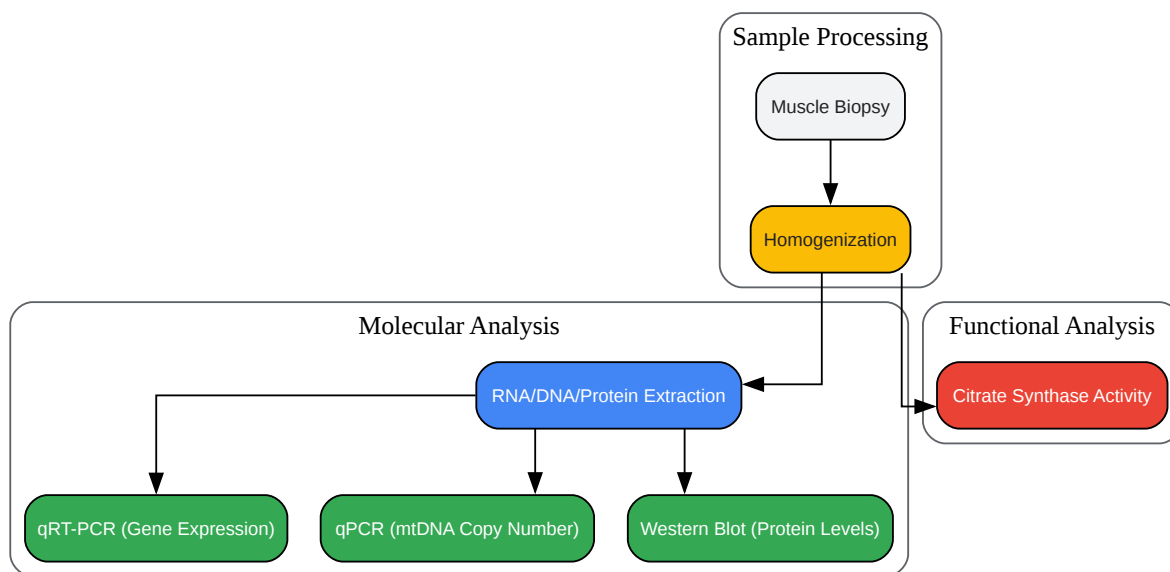 Sample Processing
Muscle Biopsy
Homogenization
Molecular Analysis
Functional Analysis
RNA/DNA/Protein Extraction
Citrate Synthase Activity
qRT-PCR (Gene Expression)
qPCR (mtDNA Copy Number)
Western Blot (Protein Levels)